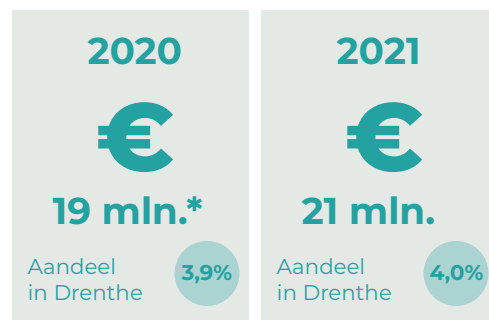 2020
€
19 mln.*
Aandeel
in Drenthe
3,9%
2021
€
21 mln.
Aandeel
in Drenthe
4,0%